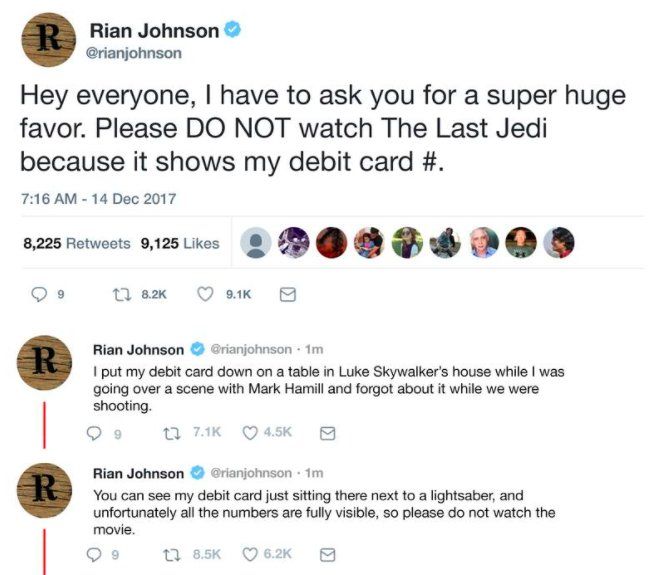 R
Rian Johnson
@rianjohnson
Hey everyone, I have to ask you for a super huge
favor. Please DO NOT watch The Last Jedi
because it shows my debit card #.
7:16 AM - 14 Dec 2017
8,225 Retweets 9,125 Likes
9 8.2K 9.1K
R
Rian Johnson @rianjohnson · 1m
I put my debit card down on a table in Luke Skywalker's house while I was
going over a scene with Mark Hamill and forgot about it while we were
shooting.
9 7.1K 4.5K
R
Rian Johnson @rianjohnson · 1m
You can see my debit card just sitting there next to a lightsaber, and
unfortunately all the numbers are fully visible, so please do not watch the
movie.
9 8.5K 6.2K